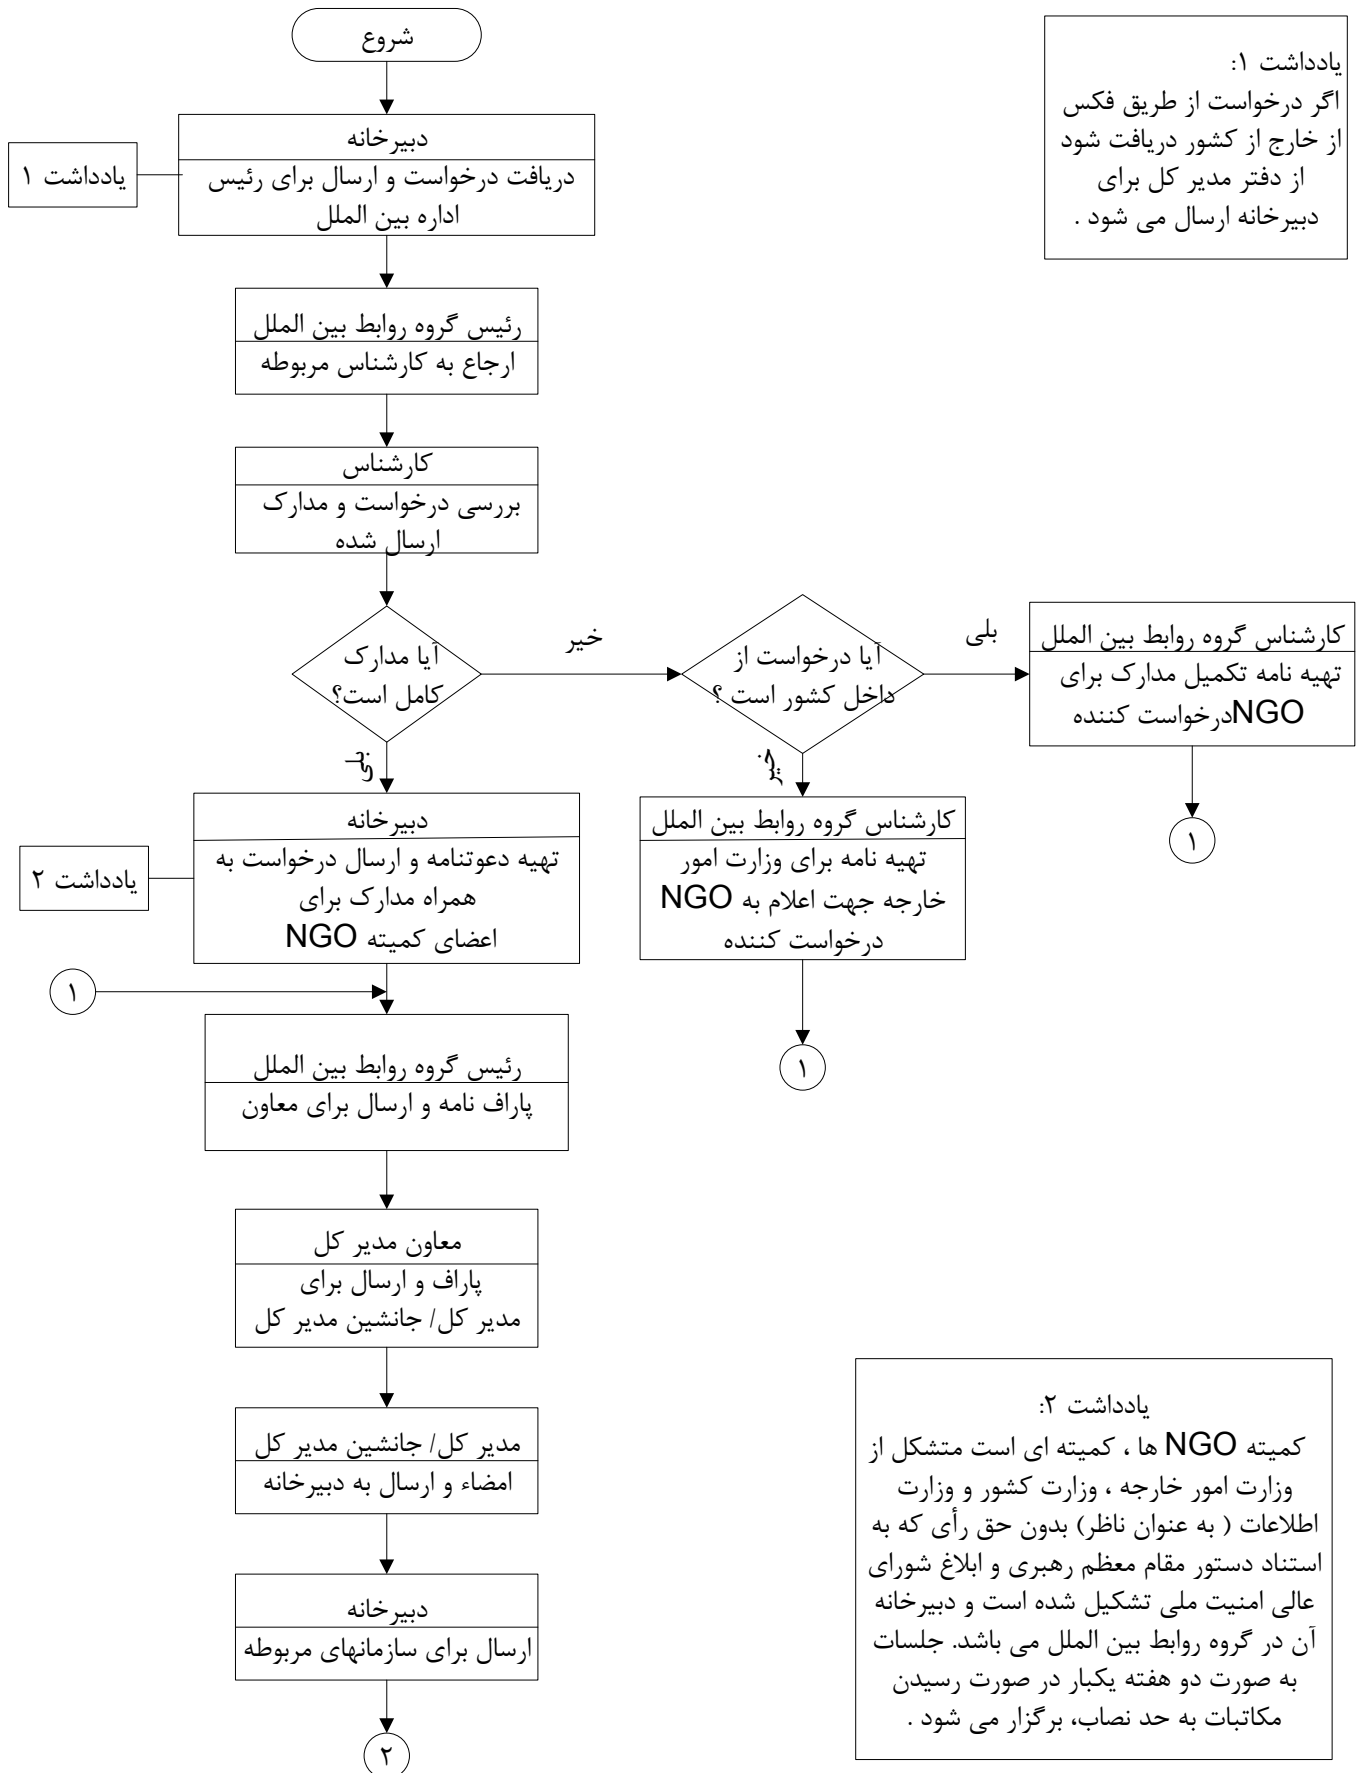 شروع
یادداشت ۱:
اگر درخواست از طریق فکس
از خارج از کشور دریافت شود
از دفتر مدیر کل برای
دبیرخانه ارسال می شود .
دبیرخانه
دریافت درخواست و ارسال برای رئیس
اداره بین الملل
یادداشت ۱
رئیس گروه روابط بین الملل
ارجاع به کارشناس مربوطه
کارشناس
بررسی درخواست و مدارک
ارسال شده
آیا مدارک
کامل است؟
خیر
آیا درخواست از
داخل کشور است ؟
بلی
کارشناس گروه روابط بین الملل
تهیه نامه تکمیل مدارک برای
NGOدرخواست کننده
۱
بلی
خیر
دبیرخانه
تهیه دعوتنامه و ارسال درخواست به
همراه مدارک برای
اعضای کمیته NGO
یادداشت ۲
کارشناس گروه روابط بین الملل
تهیه نامه برای وزارت امور
خارجه جهت اعلام به NGO
درخواست کننده
۱
۱
رئیس گروه روابط بین الملل
پاراف نامه و ارسال برای معاون
معاون مدیر کل
پاراف و ارسال برای
مدیر کل/ جانشین مدیر کل
مدیر کل/ جانشین مدیر کل
امضاء و ارسال به دبیرخانه
دبیرخانه
ارسال برای سازمانهای مربوطه
۲
یادداشت ۲:
کمیته NGO ها ، کمیته ای است متشکل از
وزارت امور خارجه ، وزارت کشور و وزارت
اطلاعات ( به عنوان ناظر) بدون حق رأی که به
استناد دستور مقام معظم رهبری و ابلاغ شورای
عالی امنیت ملی تشکیل شده است و دبیرخانه
آن در گروه روابط بین الملل می باشد. جلسات
به صورت دو هفته یکبار در صورت رسیدن
مکاتبات به حد نصاب، برگزار می شود .